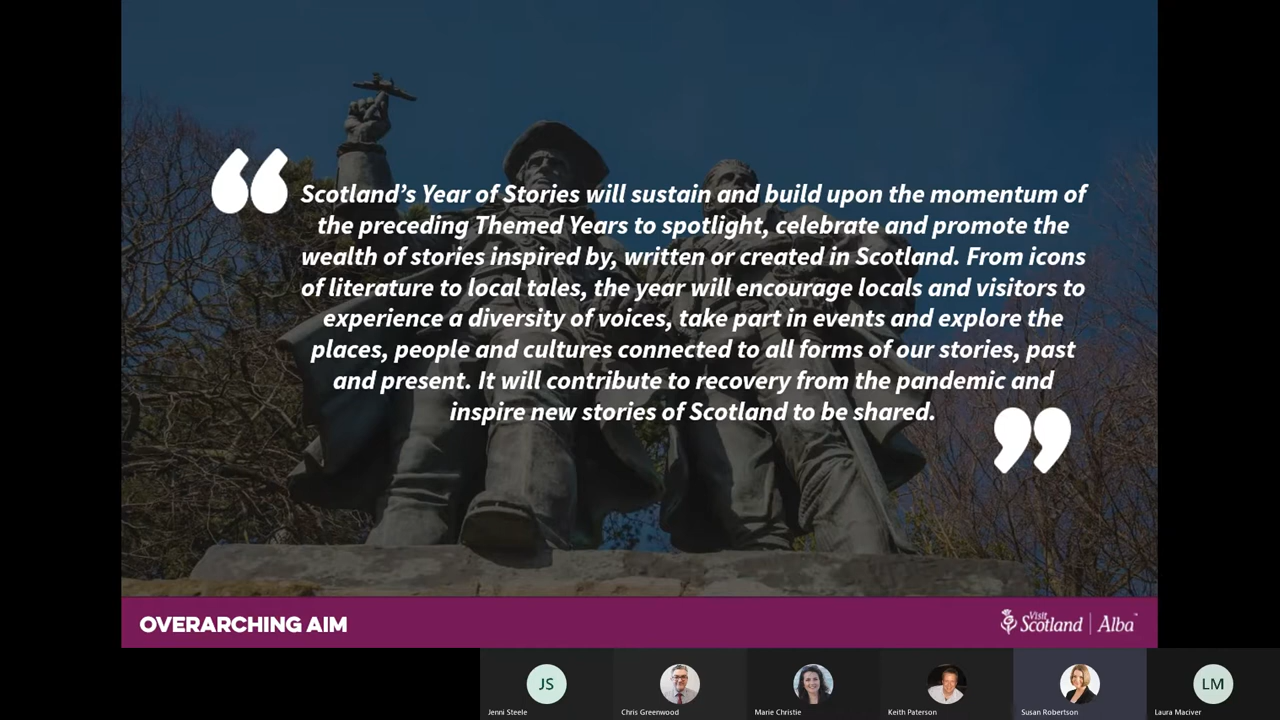 Scotland’s Year of Stories will sustain and build upon the momentum of
the preceding Themed Years to spotlight, celebrate and promote the
wealth of stories inspired by, written or created in Scotland. From icons
of literature to local tales, the year will encourage locals and visitors to
experience a diversity of voices, take part in events and explore the
places, people and cultures connected to all forms of our stories, past
and present. It will contribute to recovery from the pandemic and
inspire new stories of Scotland to be shared.
OVERARCHING AIM
Visit
Scotland | Alba™
JS
LM
Jenni Steele
Chris Greenwood
Marie Christie
Keith Paterson
Susan Robertson
Laura Maciver